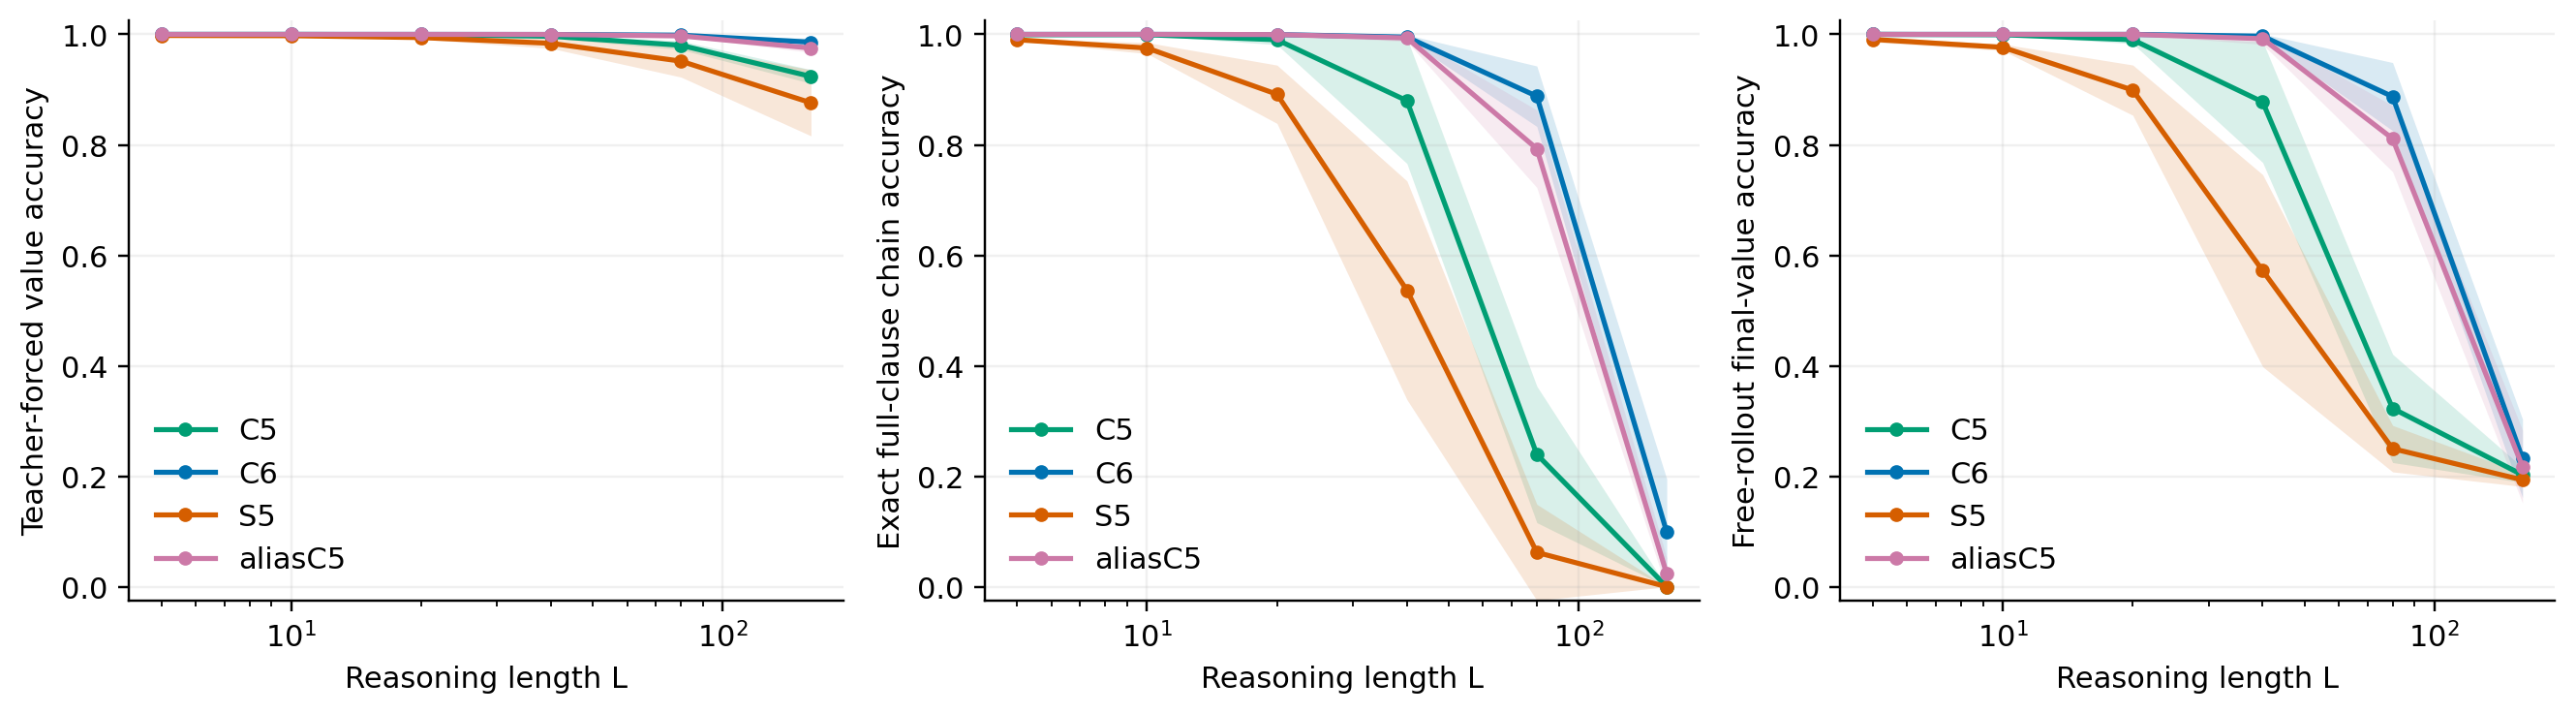 Teacher-forced value accuracy
1.0
0.8
0.6
0.4
0.2
0.0
C5
C6
S5
aliasC5
10¹
10²
Reasoning length L
Exact full-clause chain accuracy
1.0
0.8
0.6
0.4
0.2
0.0
C5
C6
S5
aliasC5
10¹
10²
Reasoning length L
Free-rollout final-value accuracy
1.0
0.8
0.6
0.4
0.2
0.0
C5
C6
S5
aliasC5
10¹
10²
Reasoning length L